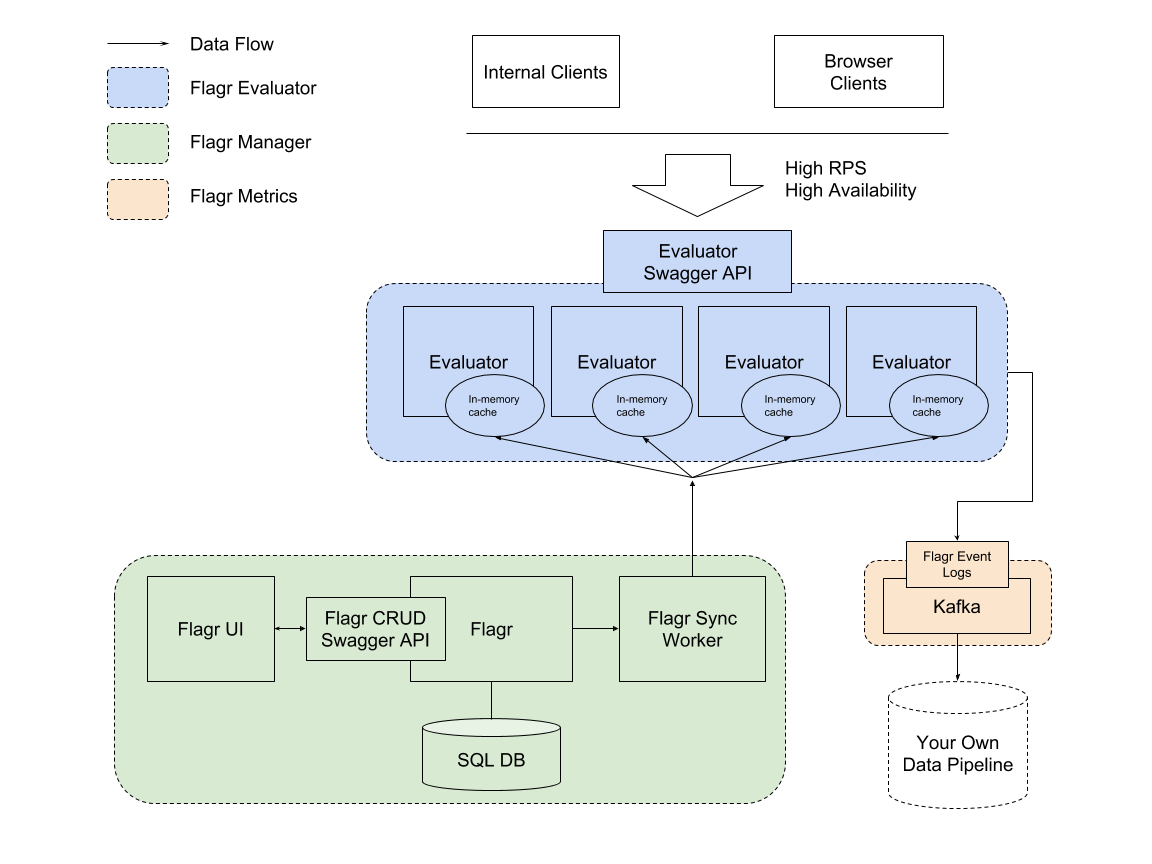 Data Flow
Flagr Evaluator
Flagr Manager
Flagr Metrics
Internal Clients
Browser
Clients
High RPS
High Availability
Evaluator
Swagger API
Evaluator
In-memory
cache
Evaluator
In-memory
cache
Evaluator
In-memory
cache
Evaluator
In-memory
cache
Flagr UI
Flagr CRUD
Swagger API
Flagr
Flagr Sync
Worker
SQL DB
Flagr Event
Logs
Kafka
Your Own
Data Pipeline